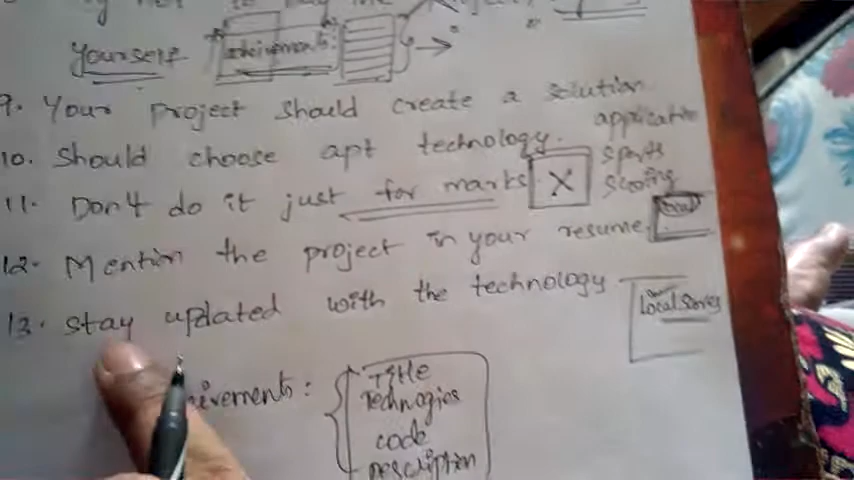 yourself
9. Your project should create a solution
application
10. Should choose apt technology.
sports
scoring
11. Don't do it just for marks X
12. Mention the project in your resume.
13. Stay updated with the technology
Local Server
irements:
Title
Technogies
code
Description